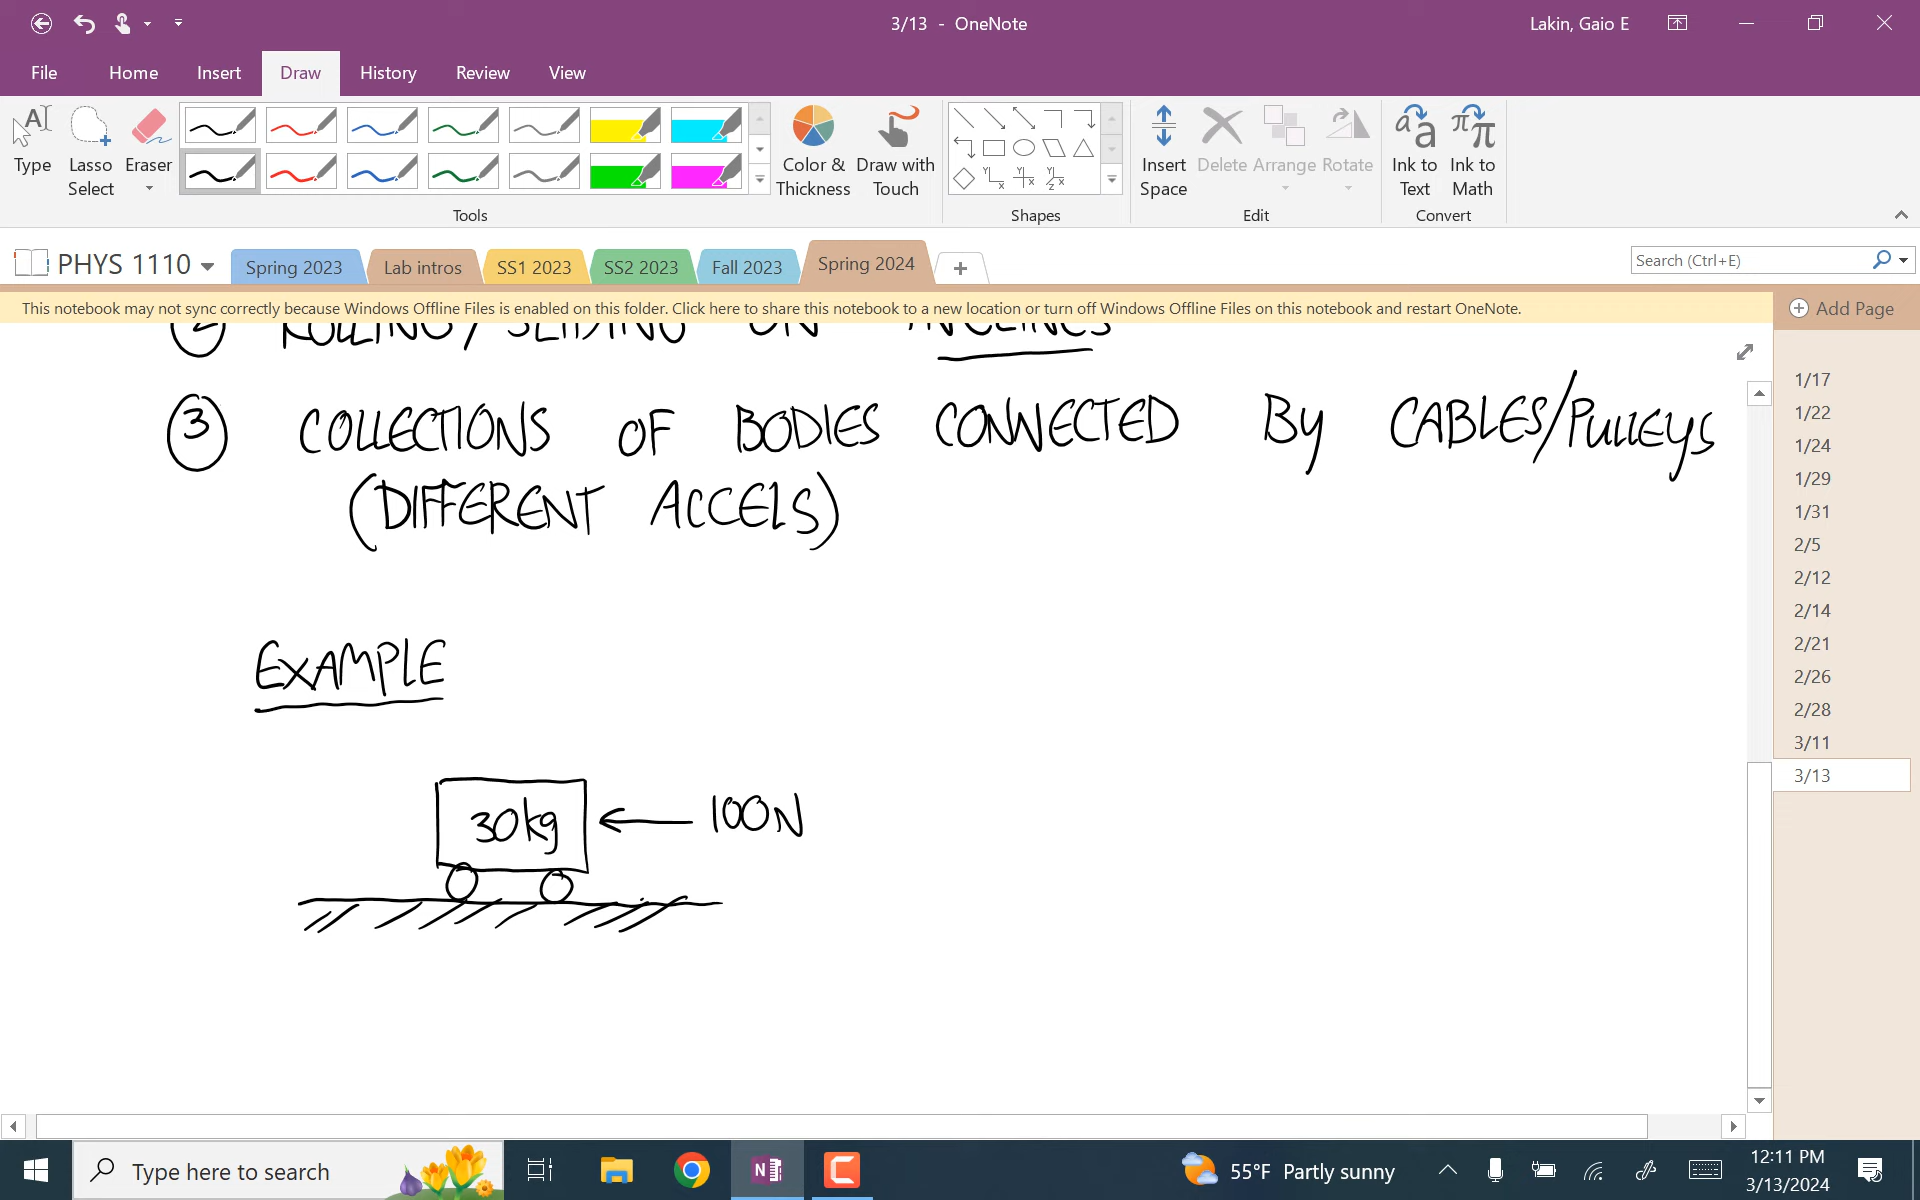 3/13 - OneNote
Lakin, Gaio E
File Home Insert Draw History Review View
Type
Lasso Select
Eraser
Color & Thickness
Draw with Touch
Insert Space
Delete
Arrange
Rotate
Ink to Text
Ink to Math
Tools
Shapes
Edit
Convert
PHYS 1110
Spring 2023
Lab intros
SS1 2023
SS2 2023
Fall 2023
Spring 2024
Search (Ctrl+E)
This notebook may not sync correctly because Windows Offline Files is enabled on this folder. Click here to share this notebook to a new location or turn off Windows Offline Files on this notebook and restart OneNote.
Add Page
② ROLLING/SLIDING ON INCLINES
③ COLLECTIONS OF BODIES CONNECTED By CABLES/PULLEYS
(DIFFERENT ACCELS)
EXAMPLE
30kg
100N
1/17
1/22
1/24
1/29
1/31
2/5
2/12
2/14
2/21
2/26
2/28
3/11
3/13
Type here to search
55°F Partly sunny
12:11 PM
3/13/2024